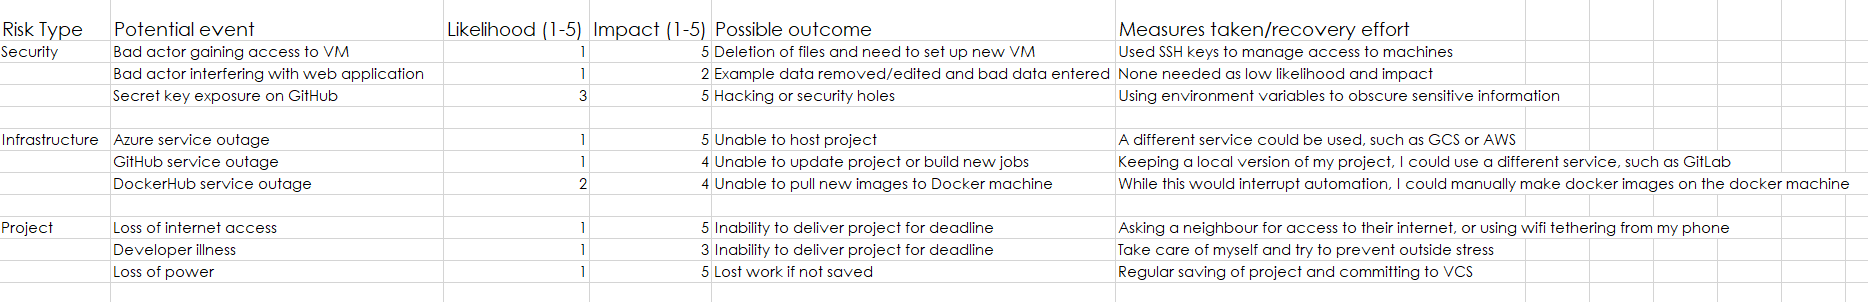 Risk Type Potential event Likelihood (1-5) Impact (1-5) Possible outcome Measures taken/recovery effort
Security Bad actor gaining access to VM 1 5 Deletion of files and need to set up new VM Used SSH keys to manage access to machines
Bad actor interfering with web application 1 2 Example data removed/edited and bad data entered None needed as low likelihood and impact
Secret key exposure on GitHub 3 5 Hacking or security holes Using environment variables to obscure sensitive information
Infrastructure Azure service outage 1 5 Unable to host project A different service could be used, such as GCS or AWS
GitHub service outage 1 4 Unable to update project or build new jobs Keeping a local version of my project, I could use a different service, such as GitLab
DockerHub service outage 2 4 Unable to pull new images to Docker machine While this would interrupt automation, I could manually make docker images on the docker machine
Project Loss of internet access 1 5 Inability to deliver project for deadline Asking a neighbour for access to their internet, or using wifi tethering from my phone
Developer illness 1 3 Inability to deliver project for deadline Take care of myself and try to prevent outside stress
Loss of power 1 5 Lost work if not saved Regular saving of project and committing to VCS